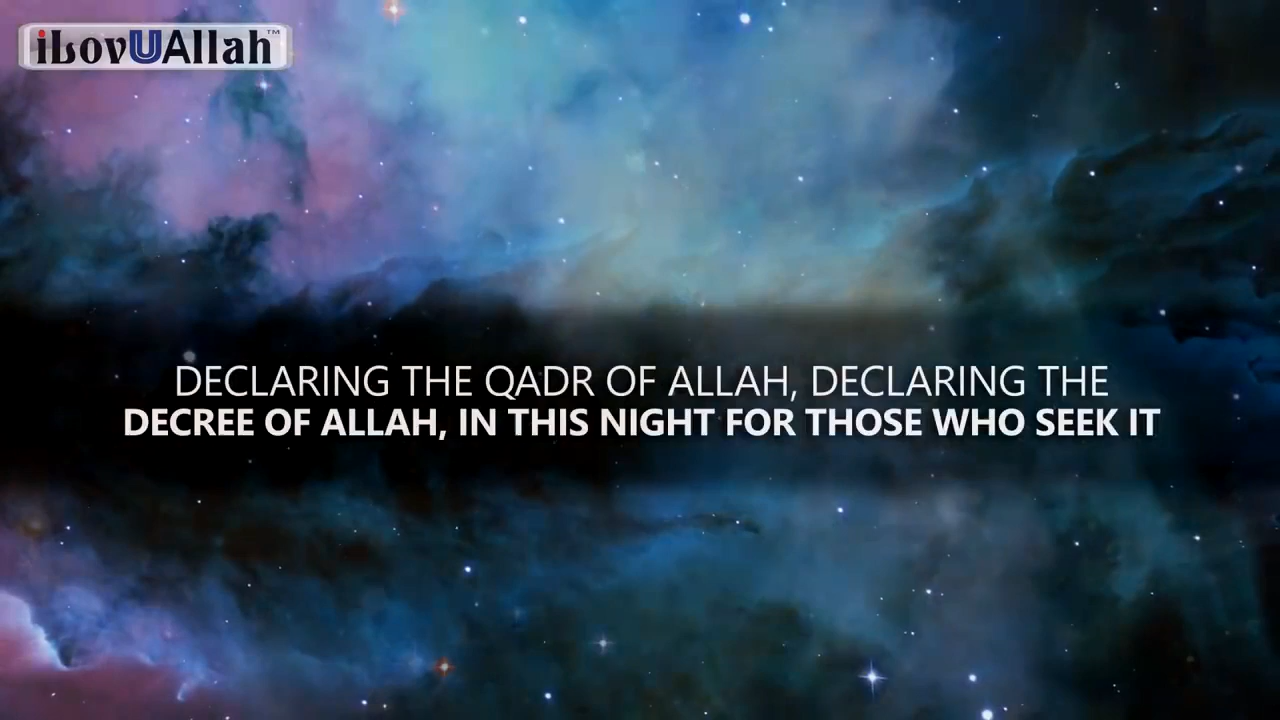 iLovUAllah™
DECLARING THE QADR OF ALLAH, DECLARING THE
DECREE OF ALLAH, IN THIS NIGHT FOR THOSE WHO SEEK IT